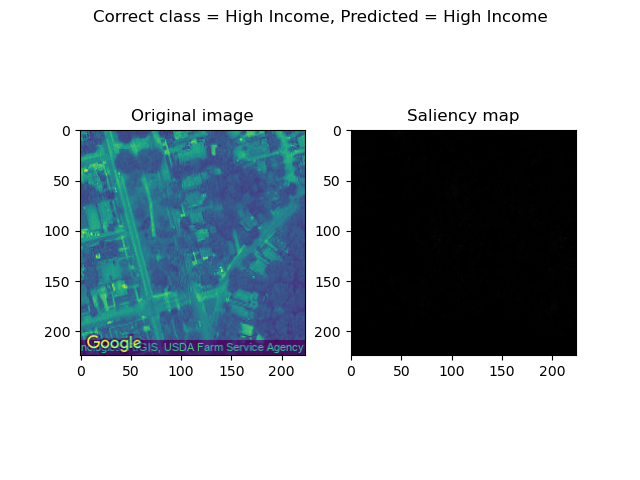 Correct class = High Income, Predicted = High Income
Original image
Saliency map
0
50
100
150
200
0
50
100
150
200
Google
GIS, USDA Farm Service Agency
0 50 100 150 200
0 50 100 150 200